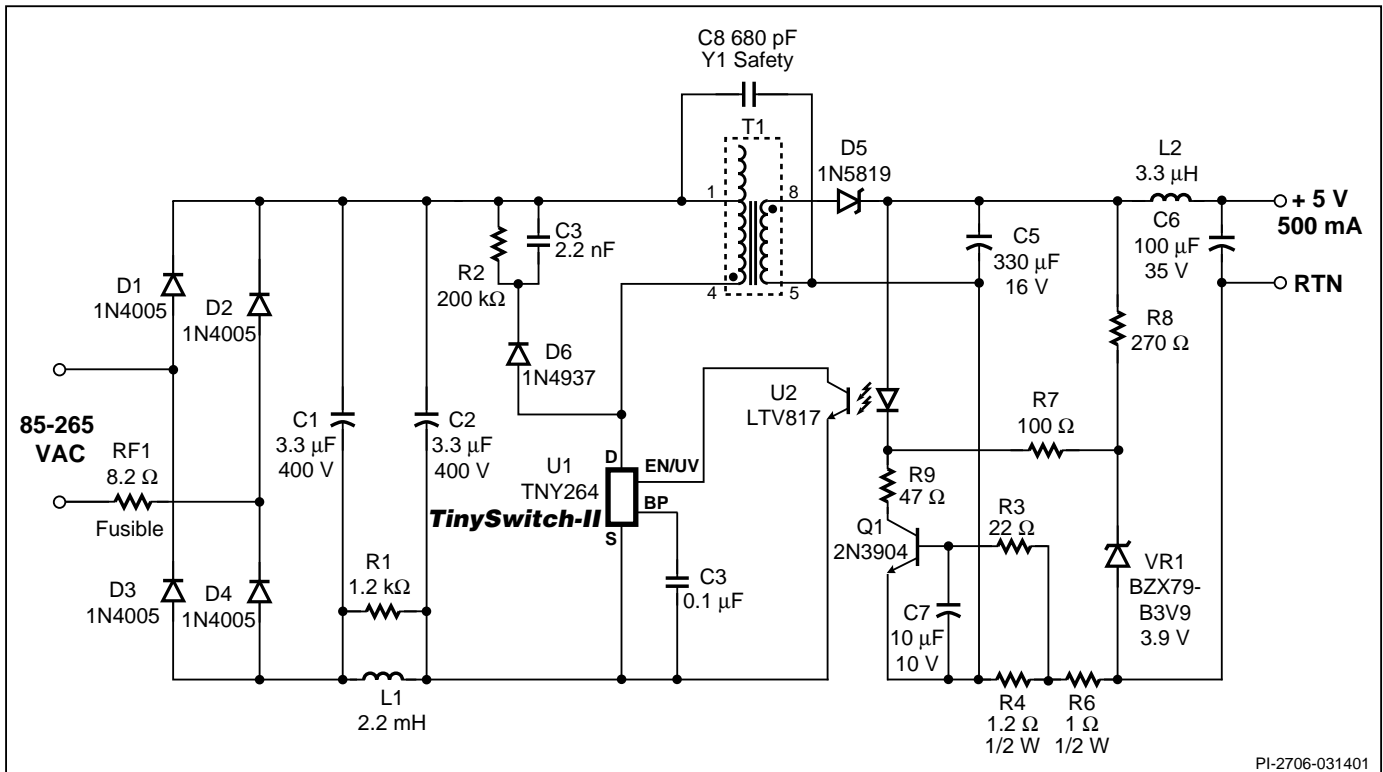 C8 680 pF
Y1 Safety
T1
D5
1N5819
L2
3.3 μH
1
8
4
5
+ 5 V
500 mA
RTN
C6
100 μF
35 V
C5
330 μF
16 V
C3
2.2 nF
R2
200 kΩ
D1
1N4005
D2
1N4005
D6
1N4937
R8
270 Ω
U2
LTV817
R7
100 Ω
85-265
VAC
RF1
8.2 Ω
Fusible
C1
3.3 μF
400 V
C2
3.3 μF
400 V
U1
TNY264
TinySwitch-II
D
EN/UV
BP
S
R9
47 Ω
Q1
2N3904
R3
22 Ω
VR1
BZX79-
B3V9
3.9 V
D3
1N4005
D4
1N4005
R1
1.2 kΩ
C3
0.1 μF
C7
10 μF
10 V
L1
2.2 mH
R4
1.2 Ω
1/2 W
R6
1 Ω
1/2 W
PI-2706-031401